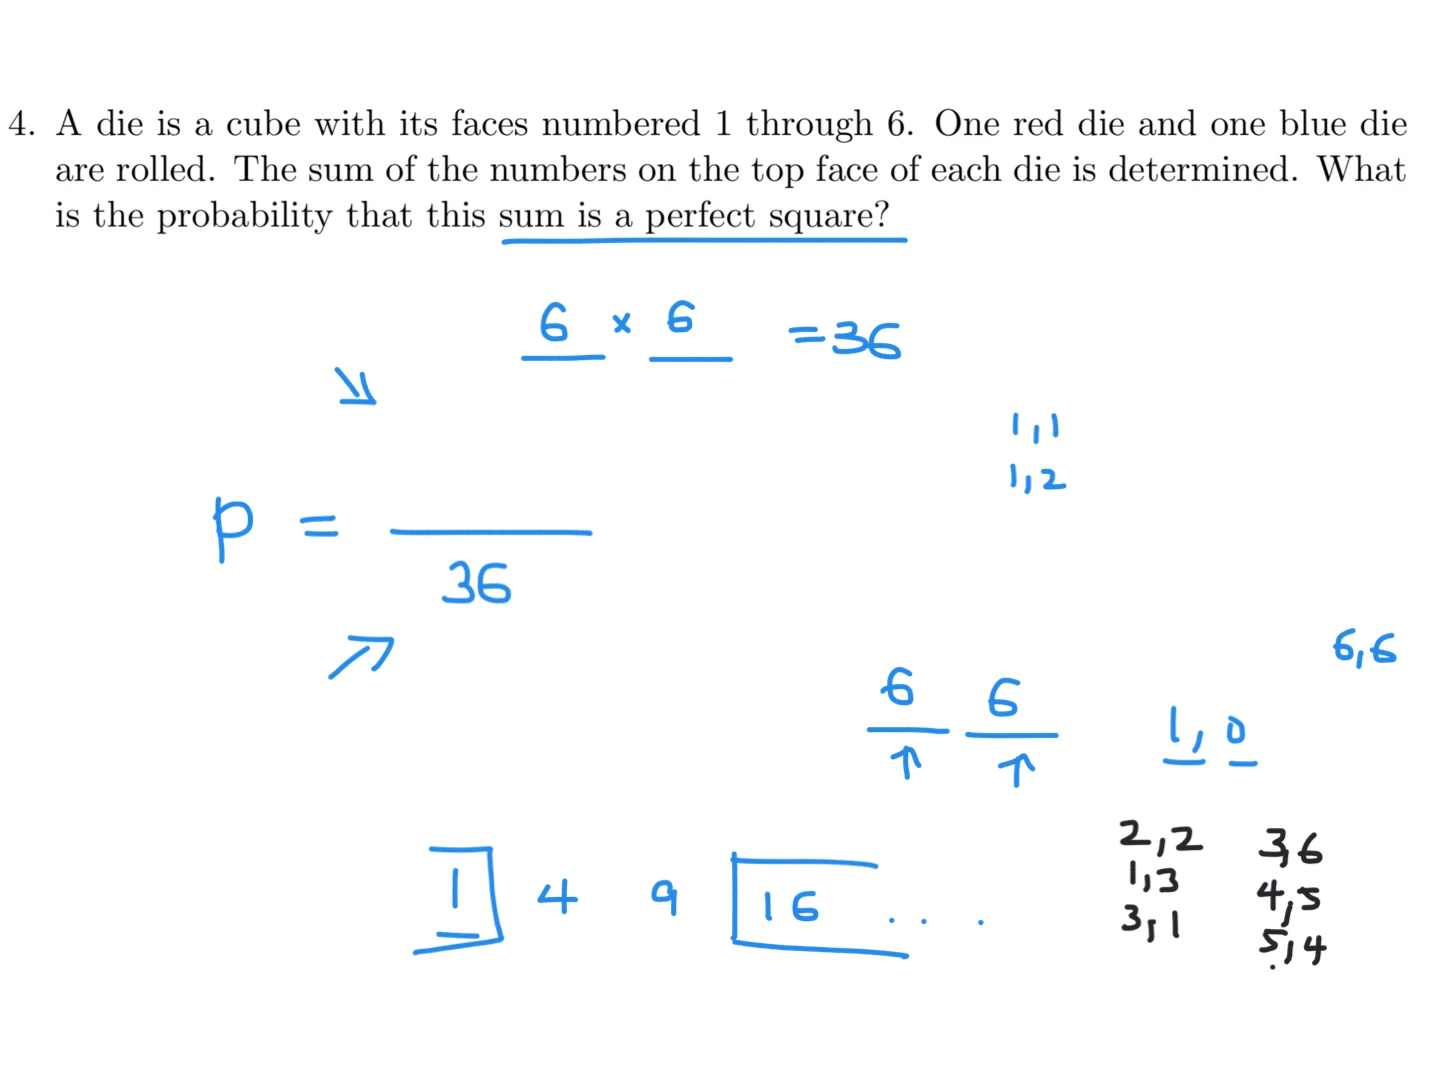 4. A die is a cube with its faces numbered 1 through 6. One red die and one blue die
are rolled. The sum of the numbers on the top face of each die is determined. What
is the probability that this sum is a perfect square?
6 × 6 = 36
1,1
1,2
P =
36
6,6
6 6
1,0
2,2 3,6
1,3 4,5
3,1 5,4
1 4 9 16 . . .